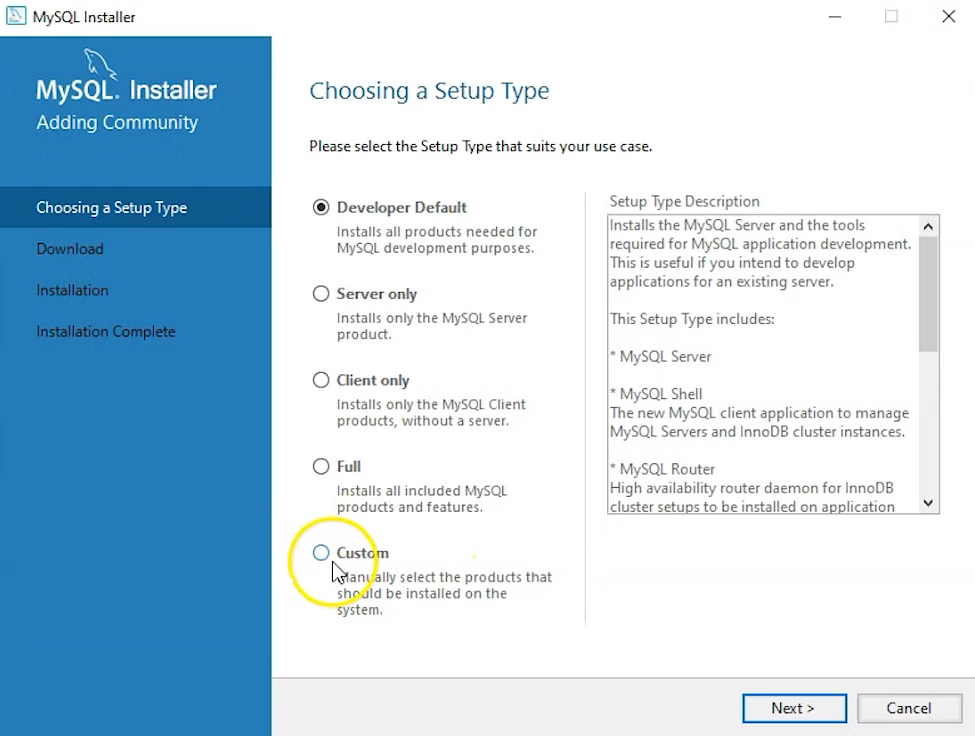 MySQL Installer
MySQL. Installer
Adding Community
Choosing a Setup Type
Download
Installation
Installation Complete
Choosing a Setup Type
Please select the Setup Type that suits your use case.
Developer Default
Installs all products needed for
MySQL development purposes.
Server only
Installs only the MySQL Server
product.
Client only
Installs only the MySQL Client
products, without a server.
Full
Installs all included MySQL
products and features.
Custom
Manually select the products that
should be installed on the
system.
Setup Type Description
Installs the MySQL Server and the tools
required for MySQL application development.
This is useful if you intend to develop
applications for an existing server.
This Setup Type includes:
* MySQL Server
* MySQL Shell
The new MySQL client application to manage
MySQL Servers and InnoDB cluster instances.
* MySQL Router
High availability router daemon for InnoDB
cluster setups to be installed on application
Next >
Cancel